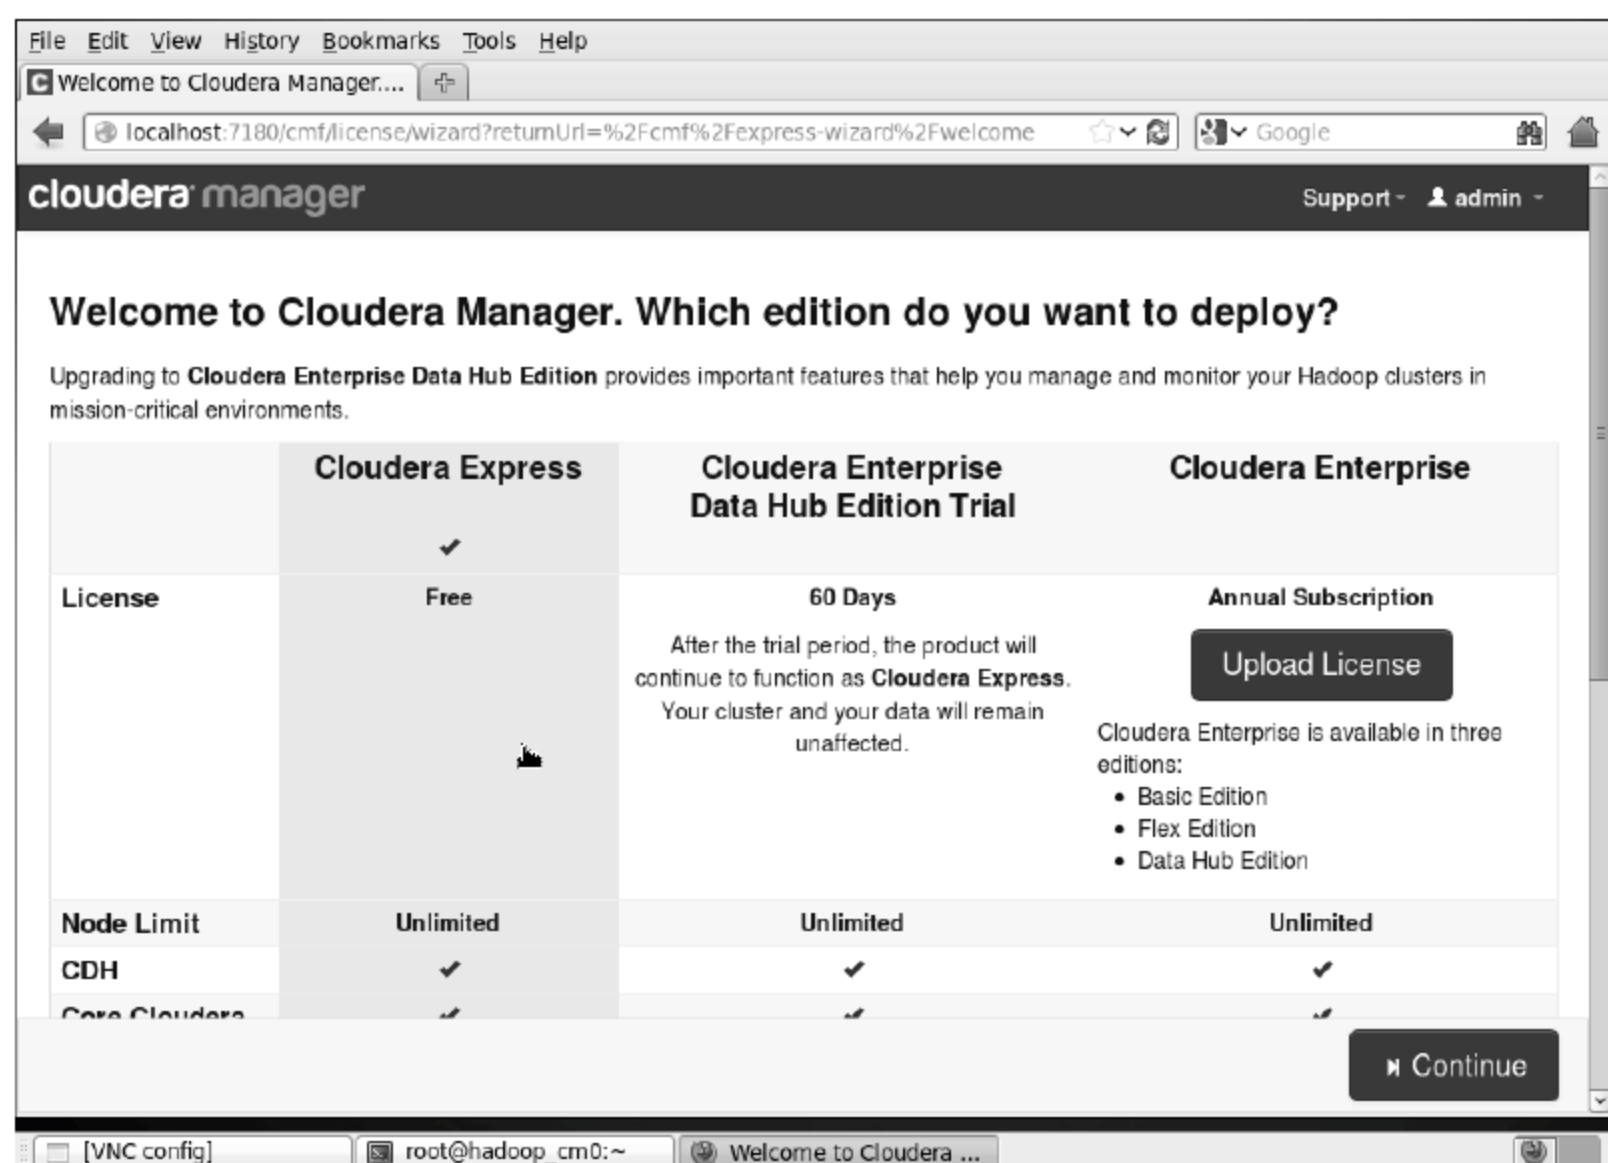 File Edit View History Bookmarks Tools Help
Welcome to Cloudera Manager....
localhost:7180/cmf/license/wizard?returnUrl=%2Fcmf%2Fexpress-wizard%2Fwelcome
Google
cloudera manager
Support admin
Welcome to Cloudera Manager. Which edition do you want to deploy?
Upgrading to Cloudera Enterprise Data Hub Edition provides important features that help you manage and monitor your Hadoop clusters in
mission-critical environments.
Cloudera Express
Cloudera Enterprise
Data Hub Edition Trial
Cloudera Enterprise
License
Free
60 Days
After the trial period, the product will
continue to function as Cloudera Express.
Your cluster and your data will remain
unaffected.
Annual Subscription
Upload License
Cloudera Enterprise is available in three
editions:
• Basic Edition
• Flex Edition
• Data Hub Edition
Node Limit Unlimited Unlimited Unlimited
CDH
Core Cloudera
Continue
[VNC config]
root@hadoop_cm0:~
Welcome to Cloudera ...